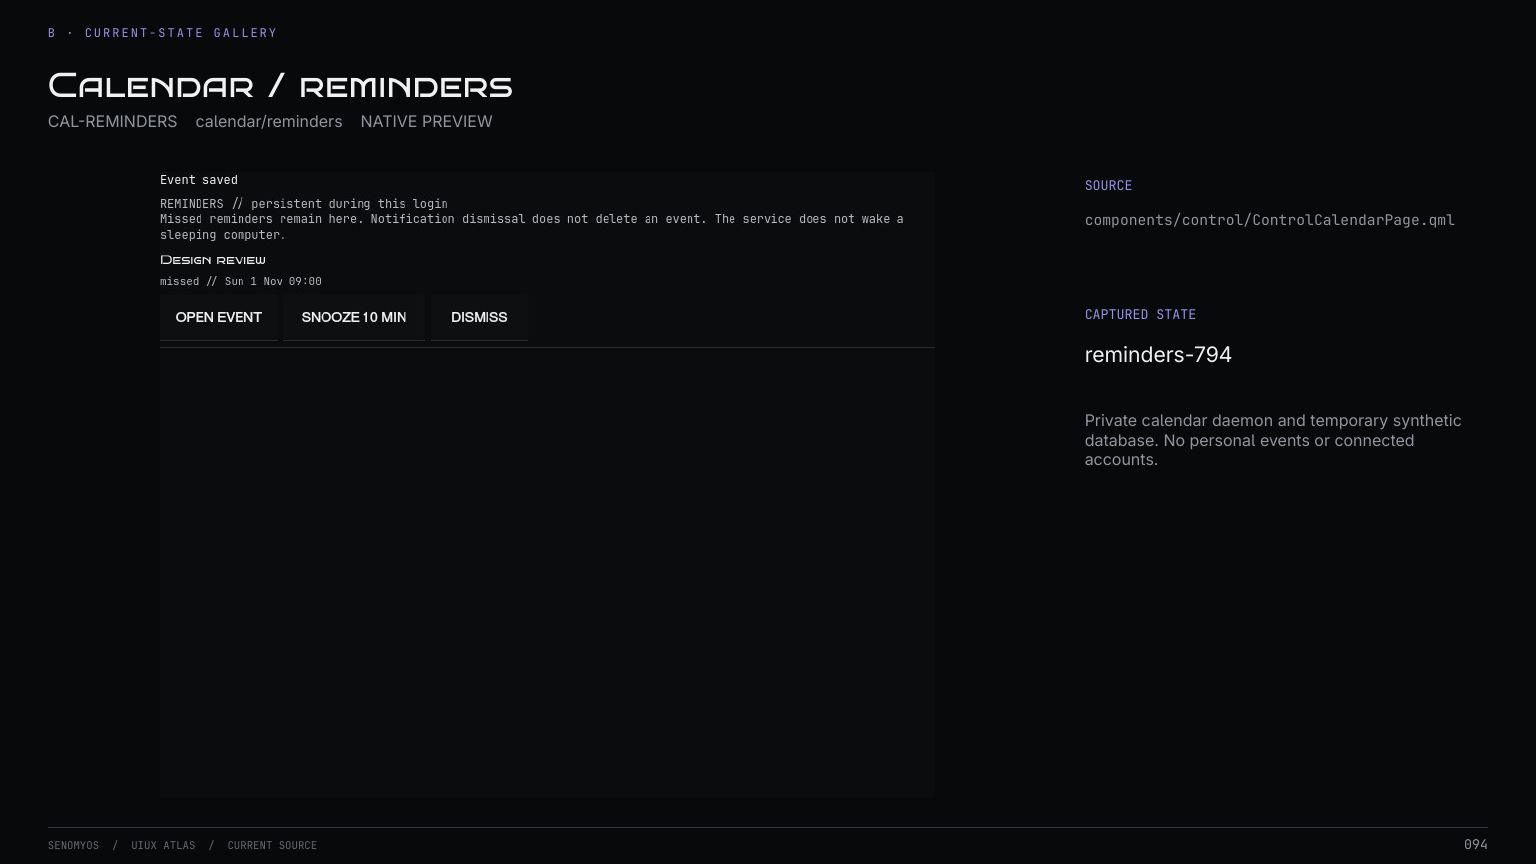 B · CURRENT-STATE GALLERY
Calendar / reminders
CAL-REMINDERS calendar/reminders NATIVE PREVIEW
Event saved
REMINDERS // persistent during this login
Missed reminders remain here. Notification dismissal does not delete an event. The service does not wake a
sleeping computer.
Design review
missed // Sun 1 Nov 09:00
OPEN EVENT SNOOZE 10 MIN DISMISS
SOURCE
components/control/ControlCalendarPage.qml
CAPTURED STATE
reminders-794
Private calendar daemon and temporary synthetic
database. No personal events or connected
accounts.
SENOMYOS / UIUX ATLAS / CURRENT SOURCE
094